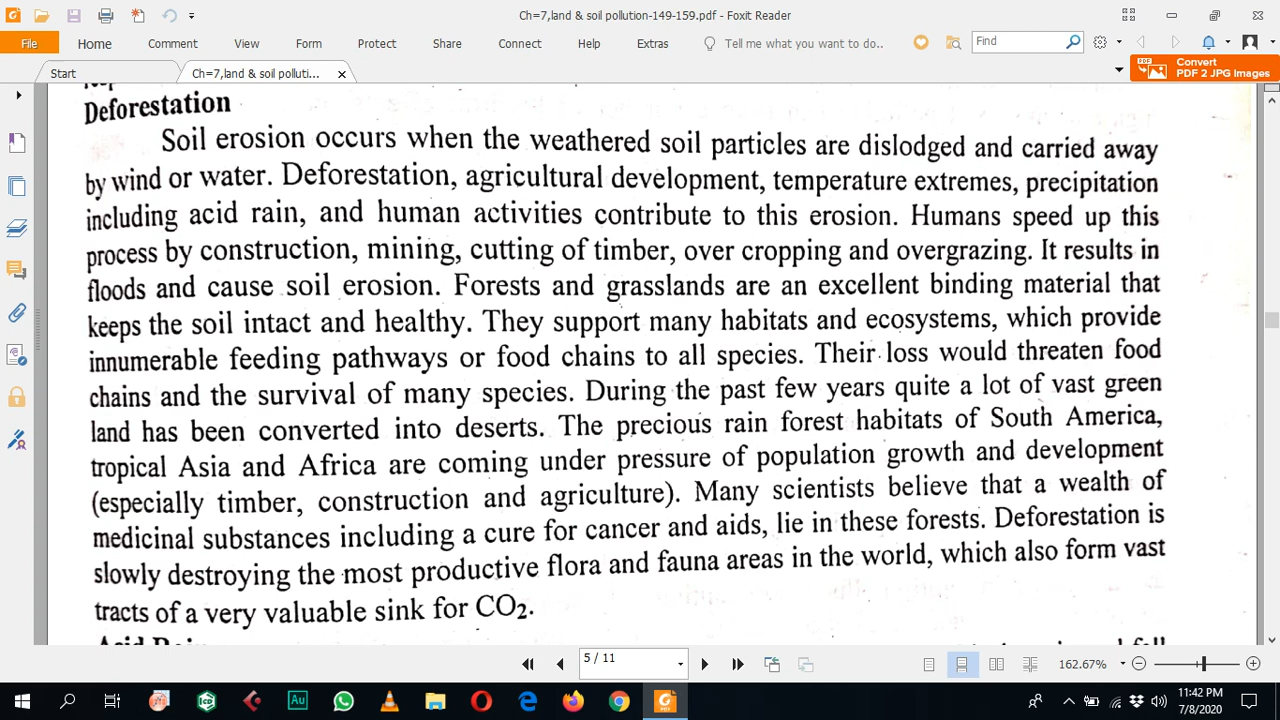 Ch=7,land & soil pollution-149-159.pdf - Foxit Reader
File Home Comment View Form Protect Share Connect Help Extras Tell me what you want to do.. Find
Start Ch=7,land & soil polluti... Convert PDF 2 JPG Images
Deforestation
Soil erosion occurs when the weathered soil particles are dislodged and carried away
by wind or water. Deforestation, agricultural development, temperature extremes, precipitation
including acid rain, and human activities contribute to this erosion. Humans speed up this
process by construction, mining, cutting of timber, over cropping and overgrazing. It results in
floods and cause soil erosion. Forests and grasslands are an excellent binding material that
keeps the soil intact and healthy. They support many habitats and ecosystems, which provide
innumerable feeding pathways or food chains to all species. Their loss would threaten food
chains and the survival of many species. During the past few years quite a lot of vast green
land has been converted into deserts. The precious rain forest habitats of South America,
tropical Asia and Africa are coming under pressure of population growth and development
(especially timber, construction and agriculture). Many scientists believe that a wealth of
medicinal substances including a cure for cancer and aids, lie in these forests. Deforestation is
slowly destroying the most productive flora and fauna areas in the world, which also form vast
tracts of a very valuable sink for CO₂.
5 / 11 162.67%
11:42 PM
7/8/2020